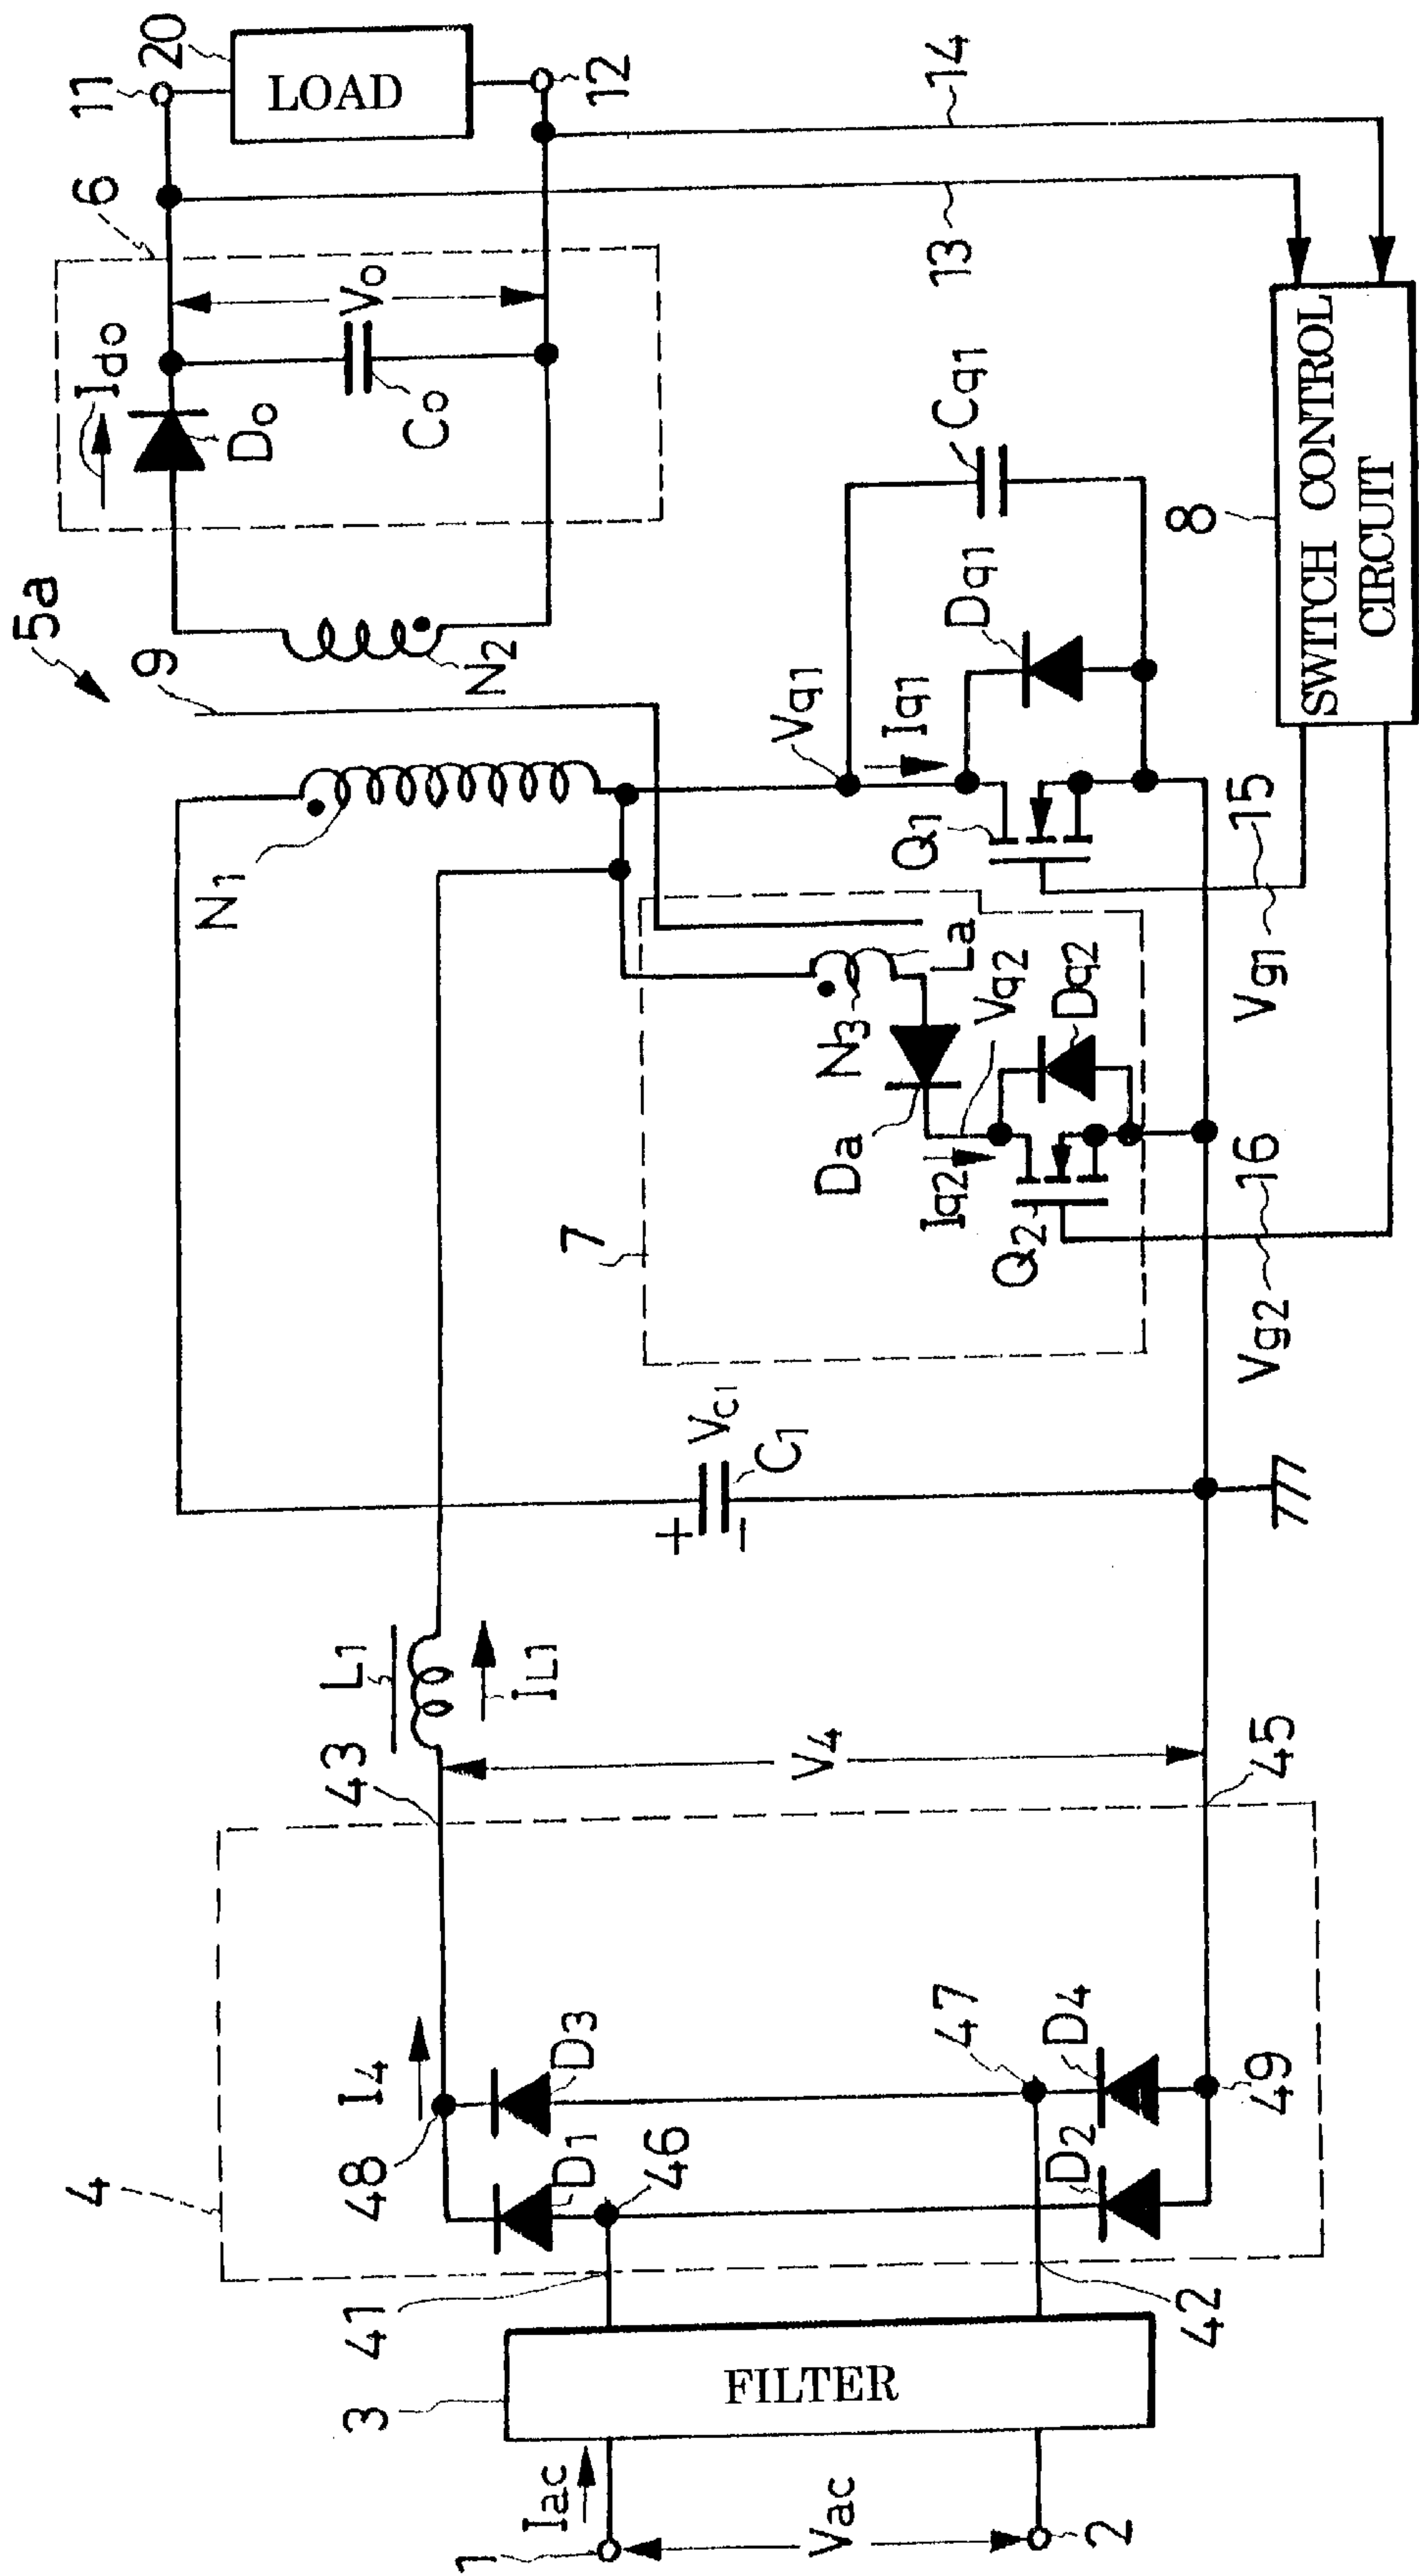 5a
11
20
LOAD
12
14
13
6
Ido
Do
Vo
Co
9
N2
N1
Vq1
Iq1
Dq1
Cq1
Q1
8
SWITCH CONTROL
CIRCUIT
15
Vg1
7
La
N3
Da
Vq2
Dq2
Iq2
Q2
16
Vg2
VC1
C1
+
−
L1
IL1
43
V4
45
4
I4
48
D3
D1
46
47
D4
D2
49
41
42
3
FILTER
Iac
1
Vac
2